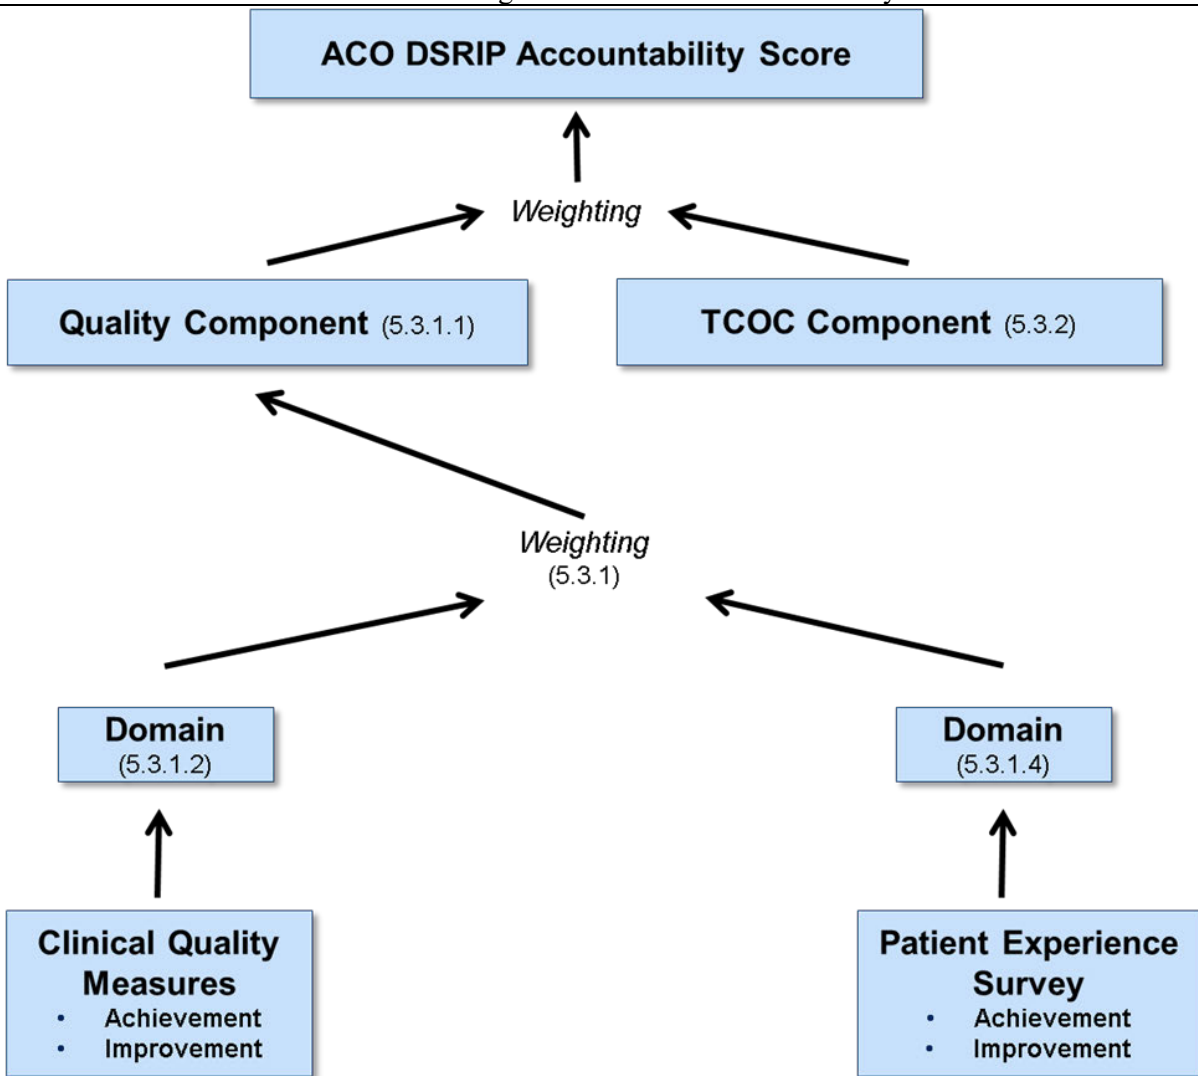 ACO DSRIP Accountability Score
Weighting
Quality Component (5.3.1.1)
TCOC Component (5.3.2)
Weighting
(5.3.1)
Domain
(5.3.1.2)
Domain
(5.3.1.4)
Clinical Quality
Measures
• Achievement
• Improvement
Patient Experience
Survey
• Achievement
• Improvement